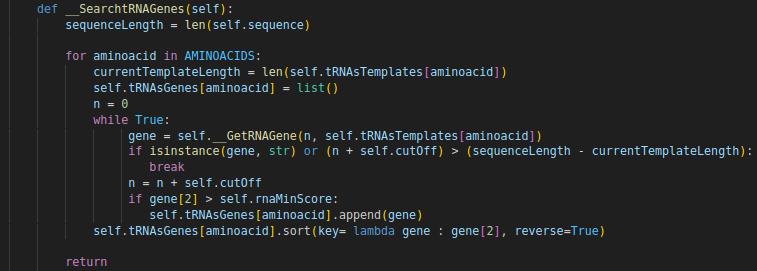 def __SearchtRNAGenes(self):
    sequenceLength = len(self.sequence)

    for aminoacid in AMINOACIDS:
        currentTemplateLength = len(self.tRNAsTemplates[aminoacid])
        self.tRNAsGenes[aminoacid] = list()
        n = 0
        while True:
             gene = self.__GetRNAGene(n, self.tRNAsTemplates[aminoacid])
             if isinstance(gene, str) or (n + self.cutOff) > (sequenceLength - currentTemplateLength):
                break
             n = n + self.cutOff
             if gene[2] > self.rnaMinScore:
                self.tRNAsGenes[aminoacid].append(gene)
        self.tRNAsGenes[aminoacid].sort(key= lambda gene : gene[2], reverse=True)

    return